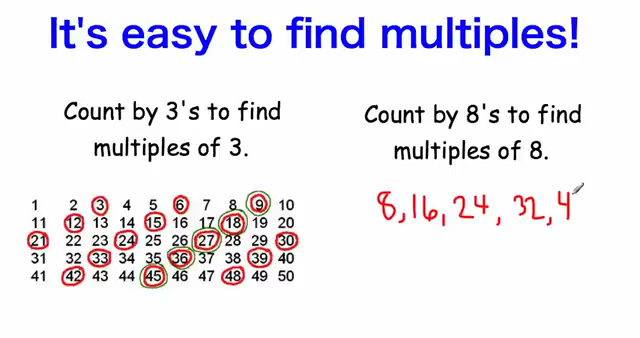 It's easy to find multiples!
Count by 3's to find
multiples of 3.
1 2 3 4 5 6 7 8 9 10
11 12 13 14 15 16 17 18 19 20
21 22 23 24 25 26 27 28 29 30
31 32 33 34 35 36 37 38 39 40
41 42 43 44 45 46 47 48 49 50
Count by 8's to find
multiples of 8.
8, 16, 24, 32, 4